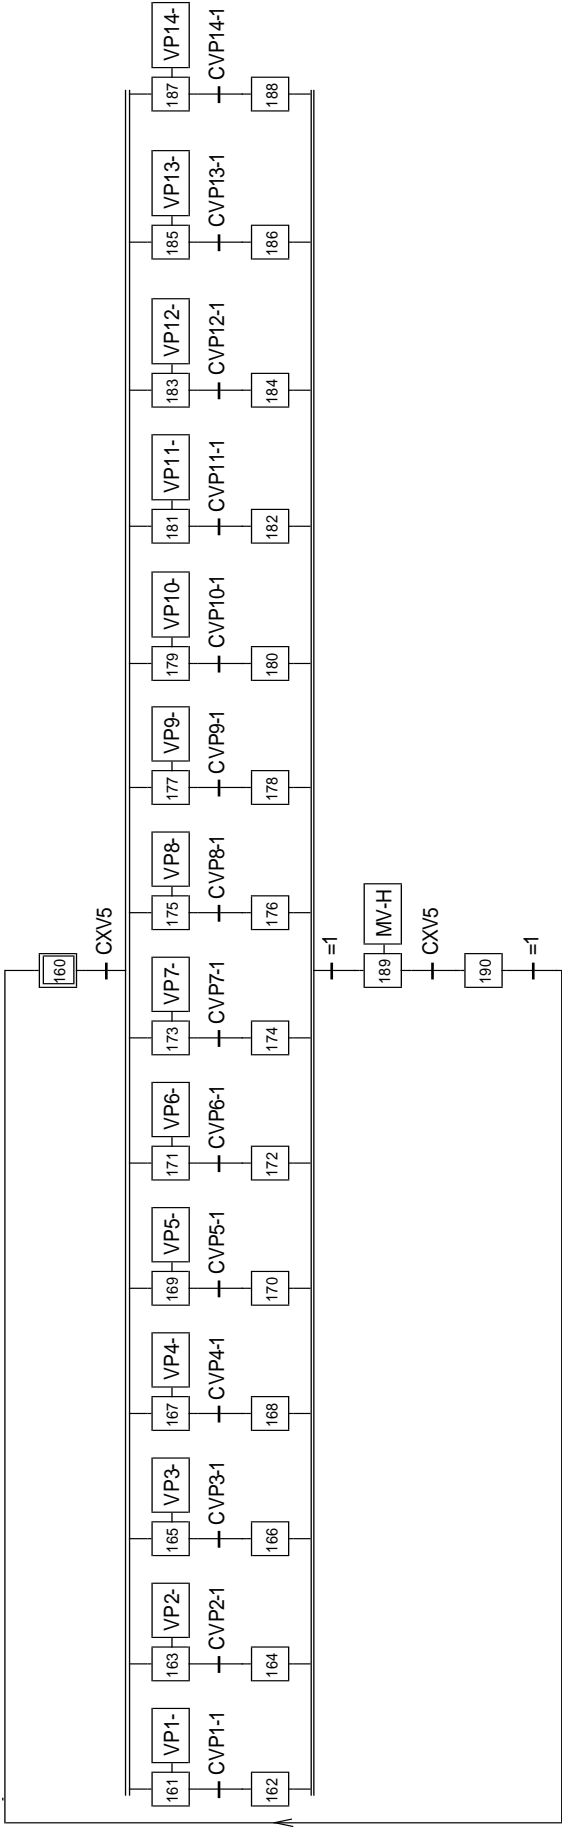 160
CXV5
161
VP1-
CVP1-1
162
163
VP2-
CVP2-1
164
165
VP3-
CVP3-1
166
167
VP4-
CVP4-1
168
169
VP5-
CVP5-1
170
171
VP6-
CVP6-1
172
173
VP7-
CVP7-1
174
175
VP8-
CVP8-1
176
177
VP9-
CVP9-1
178
179
VP10-
CVP10-1
180
181
VP11-
CVP11-1
182
183
VP12-
CVP12-1
184
185
VP13-
CVP13-1
186
187
VP14-
CVP14-1
188
=1
189
MV-H
CXV5
190
=1